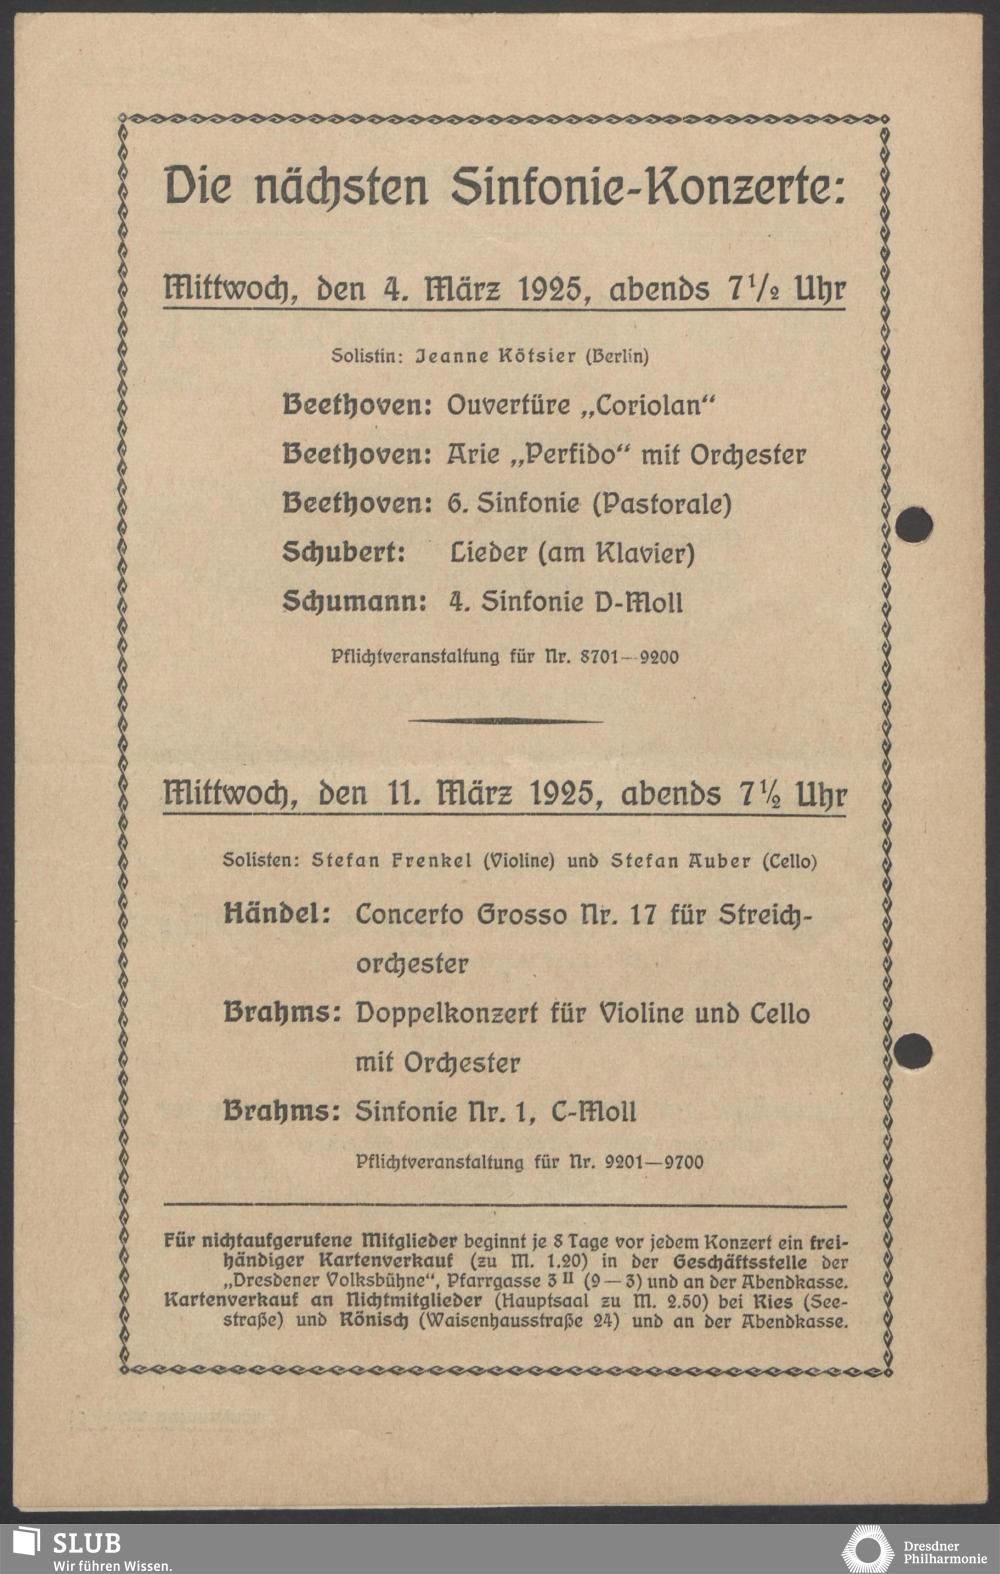 Die nächsten Sinfonie-Konzerte:
Mittwoch, den 4. März 1925, abends 7 1/2 Uhr
Solistin: Jeanne Kötsier (Berlin)
Beethoven: Ouvertüre „Coriolan“
Beethoven: Arie „Perfido“ mit Orchester
Beethoven: 6. Sinfonie (Pastorale)
Schubert: Lieder (am Klavier)
Schumann: 4. Sinfonie D-Moll
Pflichtveranstaltung für Nr. 8701—9200
Mittwoch, den 11. März 1925, abends 7 ½ Uhr
Solisten: Stefan Frenkel (Violine) und Stefan Auber (Cello)
Händel: Concerto Grosso Nr. 17 für Streich-
orchester
Brahms: Doppelkonzert für Violine und Cello
mit Orchester
Brahms: Sinfonie Nr. 1, C-Moll
Pflichtveranstaltung für Nr. 9201—9700
Für nichtaufgerufene Mitglieder beginnt je 8 Tage vor jedem Konzert ein frei-
händiger Kartenverkauf (zu M. 1.20) in der Geschäftsstelle der
„Dresdener Volksbühne“, Pfarrgasse 3 II (9 — 3) und an der Abendkasse.
Kartenverkauf an Nichtmitglieder (Hauptsaal zu M. 2.50) bei Ries (See-
straße) und Rönisch (Waisenhausstraße 24) und an der Abendkasse.
SLUB
Wir führen Wissen.
Dresdner
Philharmonie